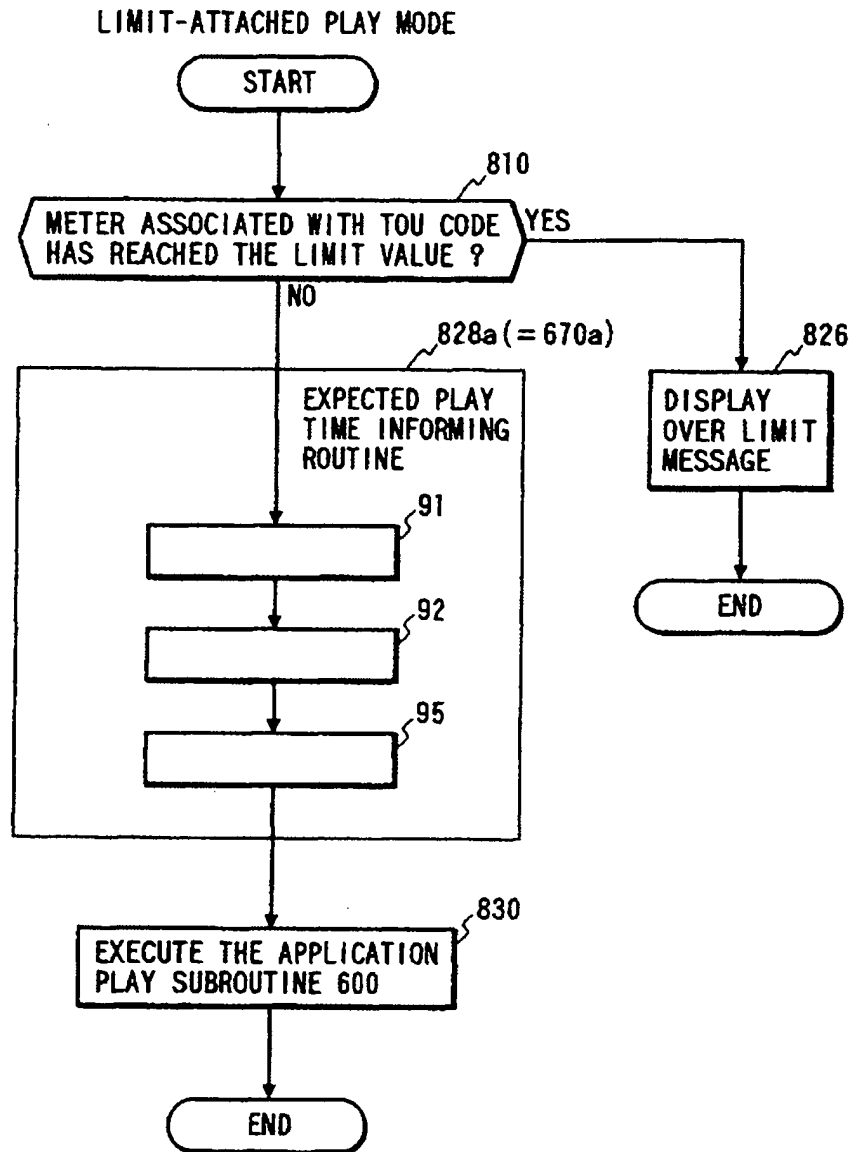 LIMIT-ATTACHED PLAY MODE
START
810
METER ASSOCIATED WITH TOU CODE
HAS REACHED THE LIMIT VALUE ?
YES
NO
828a(=670a)
826
EXPECTED PLAY
TIME INFORMING
ROUTINE
DISPLAY
OVER LIMIT
MESSAGE
91
92
END
95
830
EXECUTE THE APPLICATION
PLAY SUBROUTINE 600
END